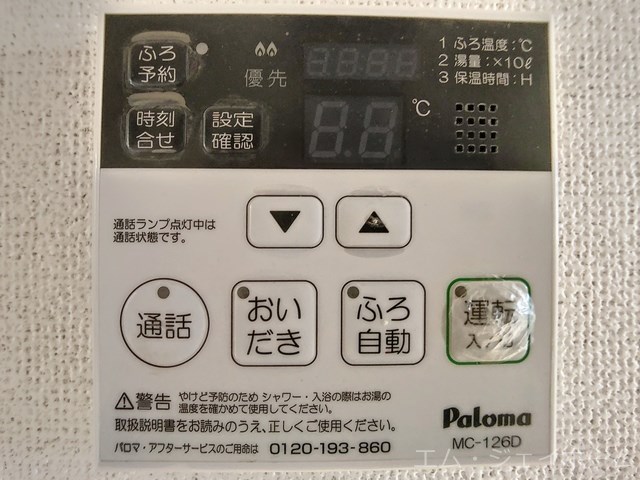 ふろ
予約
優先
1 ふろ温度:℃
2 湯量:×10ℓ
3 保温時間:H
時刻
合せ
設定
確認
88:88
8.8
℃
通話ランプ点灯中は
通話状態です。
▼
▲
通話
おい
だき
ふろ
自動
運転
⚠警告 やけど予防のため シャワー・入浴の際はお湯の
温度を確かめて使用してください。
取扱説明書をお読みのうえ、正しくご使用ください。
パロマ・アフターサービスのご用命は 0120-193-860
Paloma
MC-126D